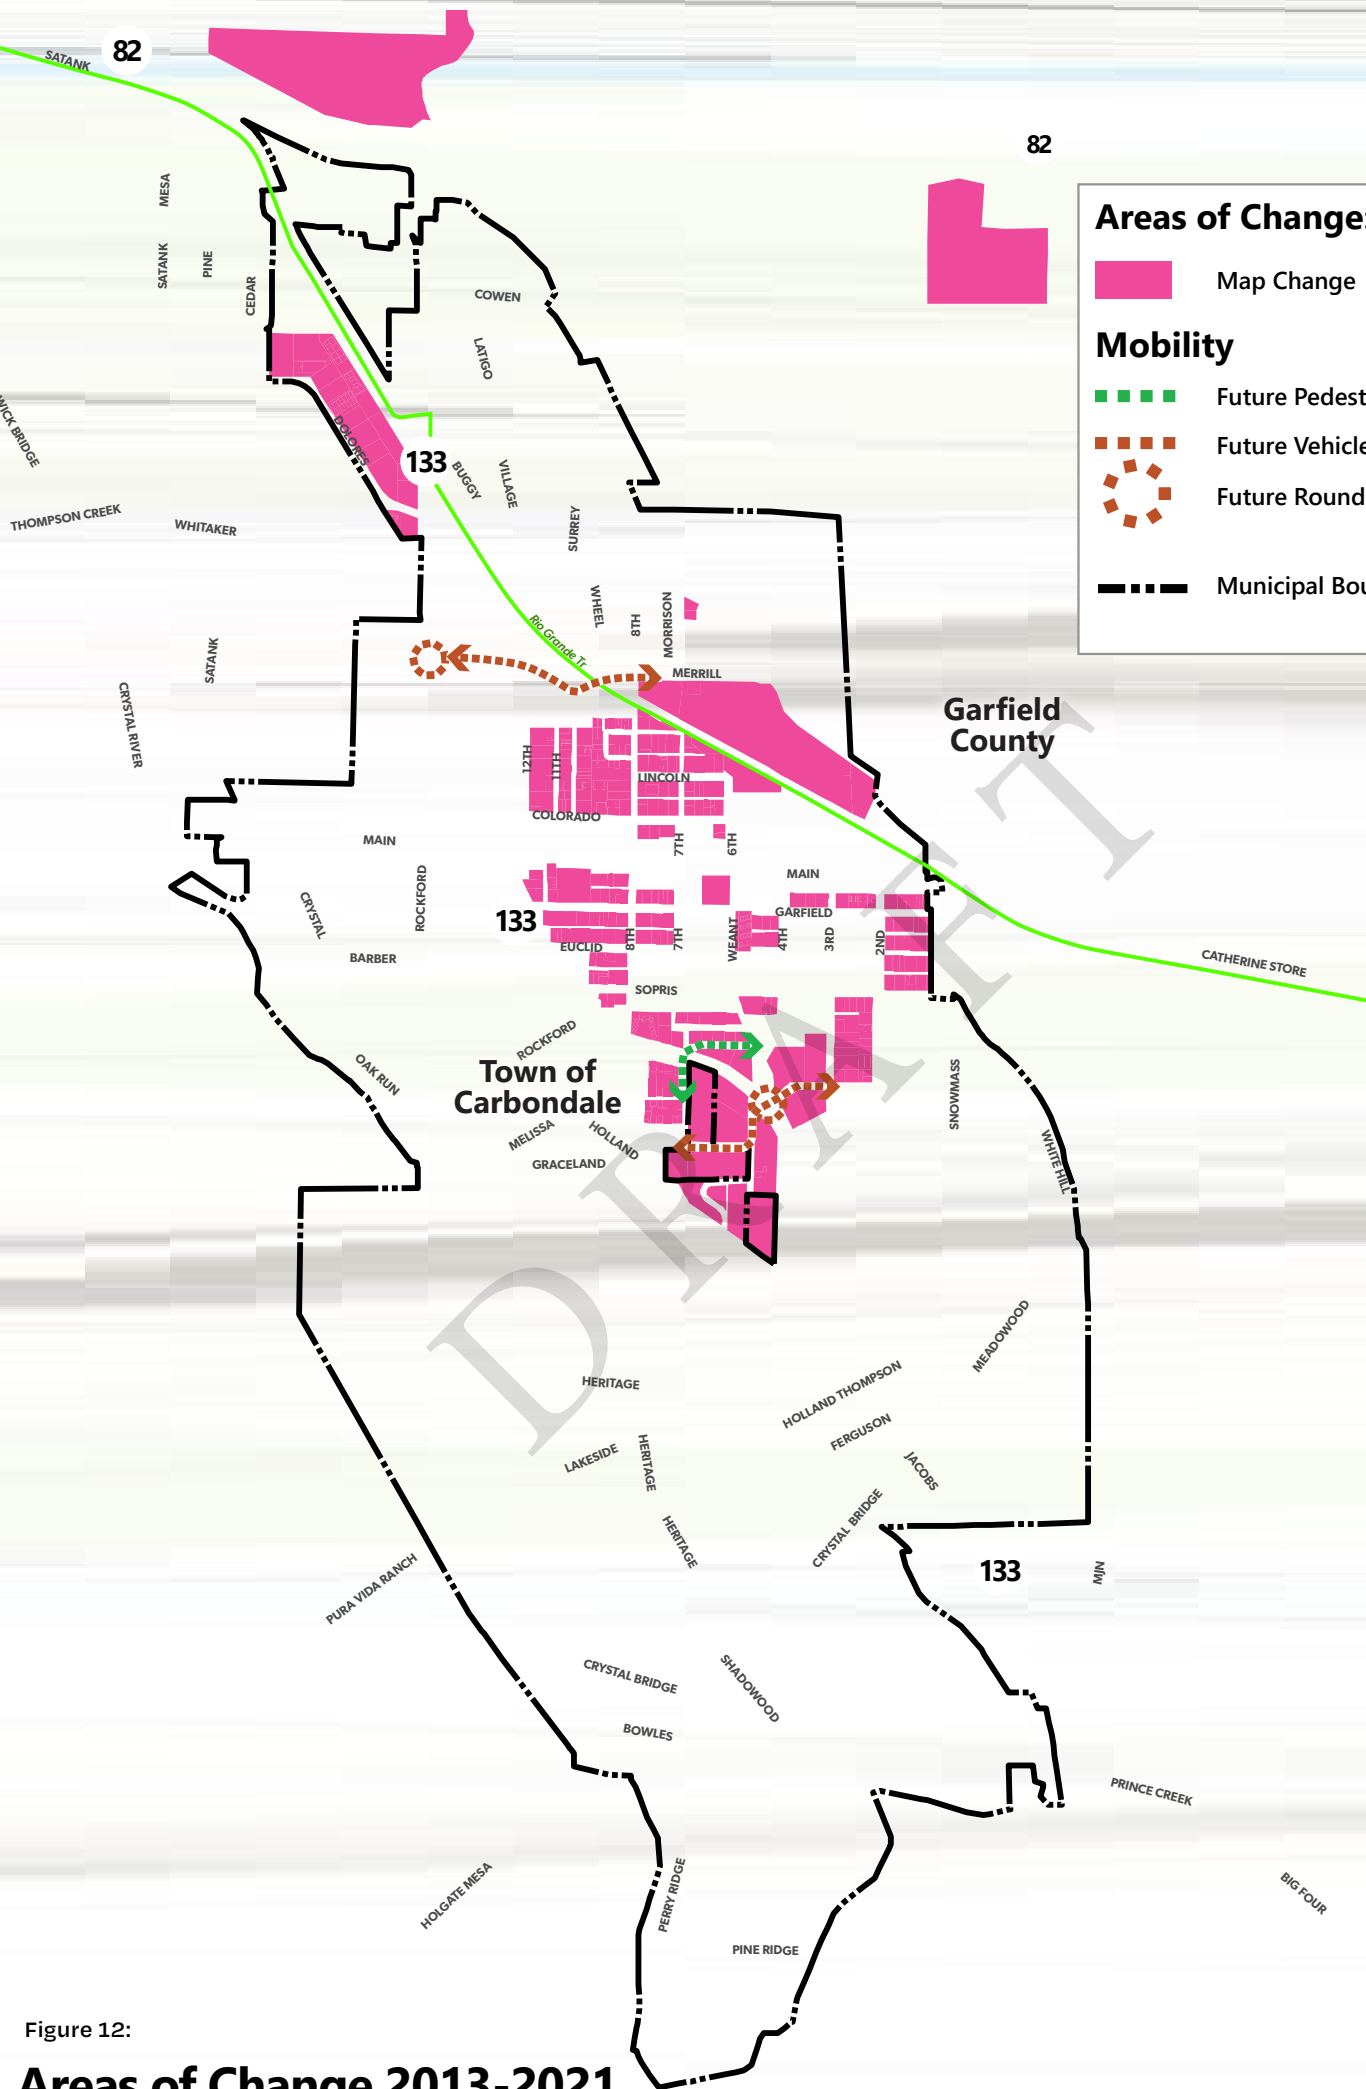 SATANK
82
82
MESA
SATANK
PINE
CEDAR
COWEN
LATIGO
Areas of Change
Map Change
Mobility
Future Pedest
Future Vehicle
Future Round
Municipal Bou
WICK BRIDGE
DOLORES
133
BUGGY
VILLAGE
THOMPSON CREEK
WHITAKER
SURREY
WHEEL
8TH
MORRISON
Rio Grande Tr
MERRILL
SATANK
CRYSTAL RIVER
Garfield
County
12TH
11TH
LINCOLN
COLORADO
MAIN
7TH
6TH
MAIN
CRYSTAL
ROCKFORD
133
GARFIELD
EUCLID
8TH
7TH
WEANT
4TH
3RD
2ND
BARBER
SOPRIS
CATHERINE STORE
ROCKFORD
OAK RUN
Town of
Carbondale
SNOWMASS
MELISSA
HOLLAND
GRACELAND
WHITE HILL
DRAFT
MEADOWOOD
HERITAGE
HOLLAND THOMPSON
FERGUSON
LAKESIDE
HERITAGE
JACOBS
HERITAGE
CRYSTAL BRIDGE
PURA VIDA RANCH
133
MJN
CRYSTAL BRIDGE
SHADOWOOD
BOWLES
PRINCE CREEK
HOLGATE MESA
PERRY RIDGE
BIG FOUR
PINE RIDGE
Figure 12:
Areas of Change 2013-2021